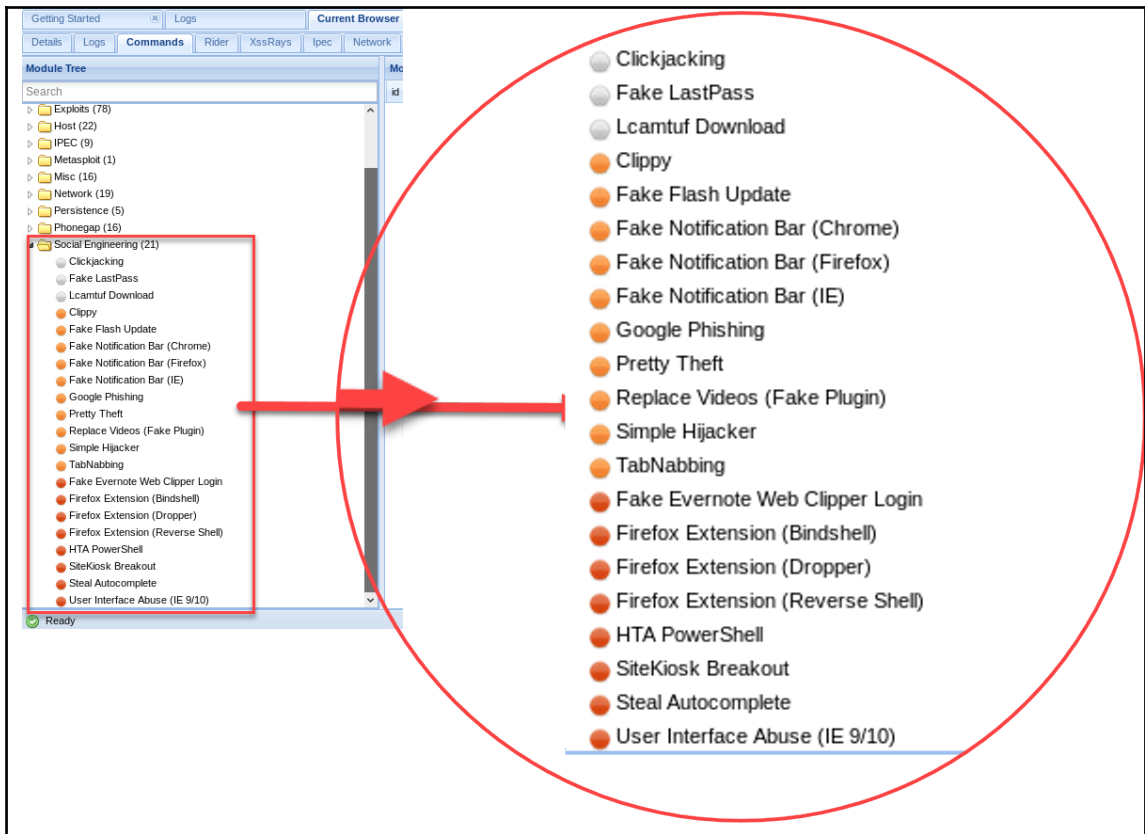 Getting Started Logs Current Browser
Details Logs Commands Rider XssRays Ipec Network
Module Tree
Search
id
Exploits (78)
Host (22)
IPEC (9)
Metasploit (1)
Misc (16)
Network (19)
Persistence (5)
Phonegap (16)
Social Engineering (21)
Clickjacking
Fake LastPass
Lcamtuf Download
Clippy
Fake Flash Update
Fake Notification Bar (Chrome)
Fake Notification Bar (Firefox)
Fake Notification Bar (IE)
Google Phishing
Pretty Theft
Replace Videos (Fake Plugin)
Simple Hijacker
TabNabbing
Fake Evernote Web Clipper Login
Firefox Extension (Bindshell)
Firefox Extension (Dropper)
Firefox Extension (Reverse Shell)
HTA PowerShell
SiteKiosk Breakout
Steal Autocomplete
User Interface Abuse (IE 9/10)
Ready
Clickjacking
Fake LastPass
Lcamtuf Download
Clippy
Fake Flash Update
Fake Notification Bar (Chrome)
Fake Notification Bar (Firefox)
Fake Notification Bar (IE)
Google Phishing
Pretty Theft
Replace Videos (Fake Plugin)
Simple Hijacker
TabNabbing
Fake Evernote Web Clipper Login
Firefox Extension (Bindshell)
Firefox Extension (Dropper)
Firefox Extension (Reverse Shell)
HTA PowerShell
SiteKiosk Breakout
Steal Autocomplete
User Interface Abuse (IE 9/10)